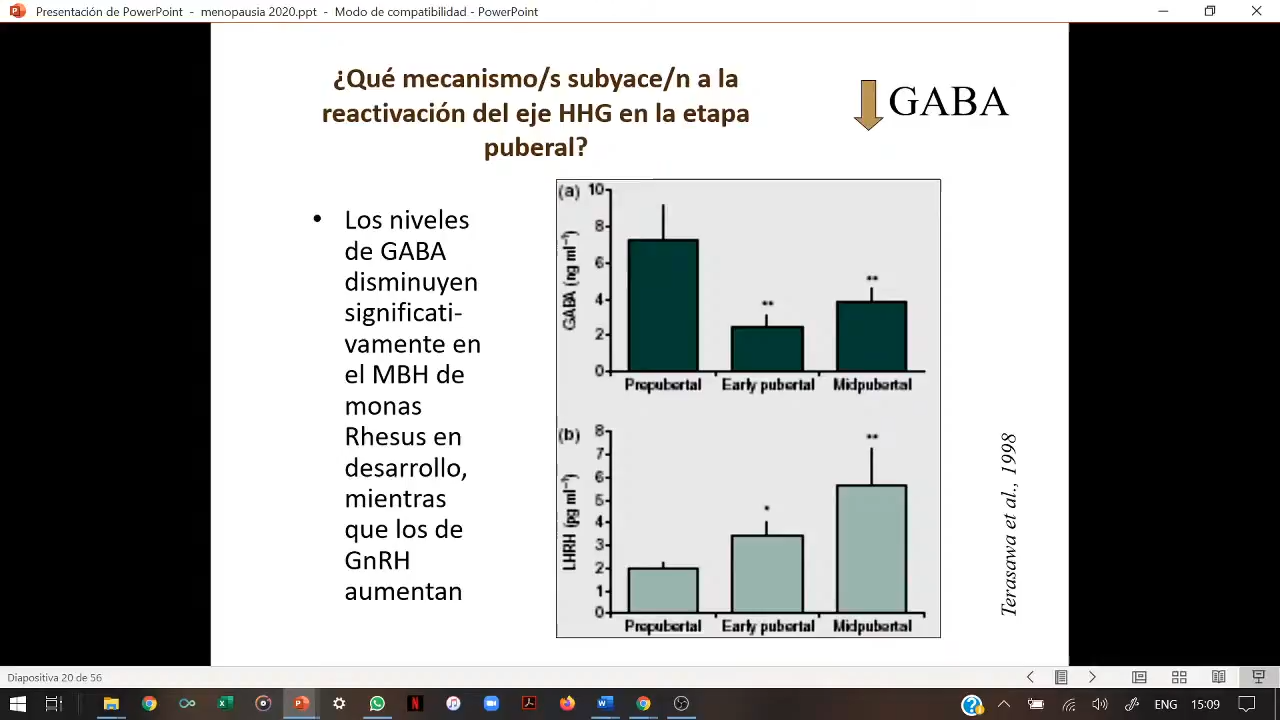 Presentación de PowerPoint - menopausia 2020.ppt - Modo de compatibilidad - PowerPoint
¿Qué mecanismo/s subyace/n a la
reactivación del eje HHG en la etapa
puberal?
GABA
• Los niveles
de GABA
disminuyen
significati-
vamente en
el MBH de
monas
Rhesus en
desarrollo,
mientras
que los de
GnRH
aumentan
(a)
10
8
6
4
2
0
GABA (ng ml⁻¹)
**
**
Prepubertal Early pubertal Midpubertal
(b)
8
7
6
5
4
3
2
1
0
LHRH (pg ml⁻¹)
*
**
Prepubertal Early pubertal Midpubertal
Terasawa et al., 1998
Diapositiva 20 de 56
ENG 15:09